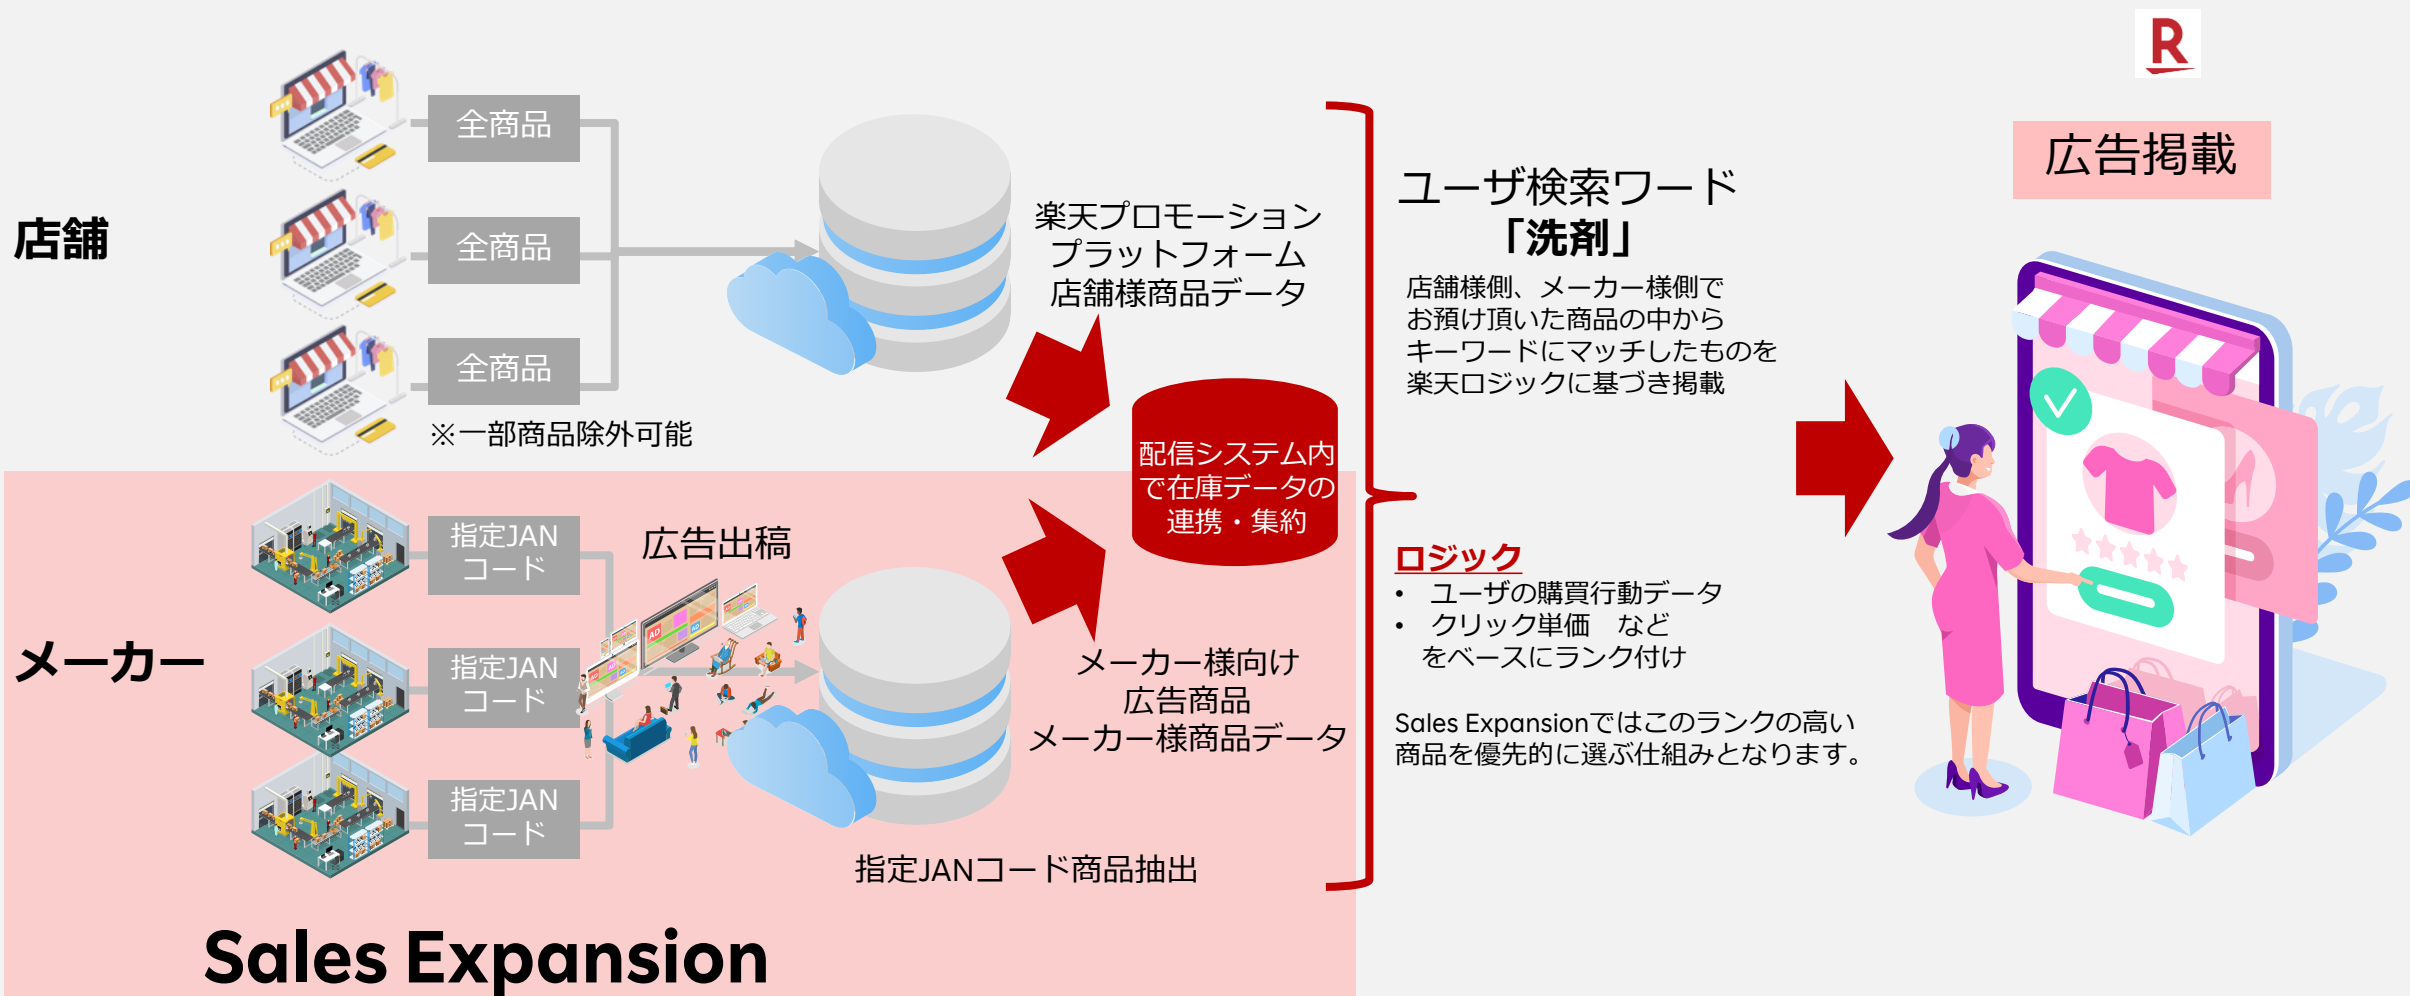 R
広告掲載
店舗
全商品
全商品
全商品
※一部商品除外可能
楽天プロモーション
プラットフォーム
店舗様商品データ
ユーザ検索ワード
「洗剤」
店舗様側、メーカー様側で
お預け頂いた商品の中から
キーワードにマッチしたものを
楽天ロジックに基づき掲載
配信システム内
で在庫データの
連携・集約
メーカー
指定JAN
コード
指定JAN
コード
指定JAN
コード
広告出稿
AD
AD
AD
メーカー様向け
広告商品
メーカー様商品データ
指定JANコード商品抽出
ロジック
• ユーザの購買行動データ
• クリック単価　など
をベースにランク付け
Sales Expansionではこのランクの高い
商品を優先的に選ぶ仕組みとなります。
Sales Expansion